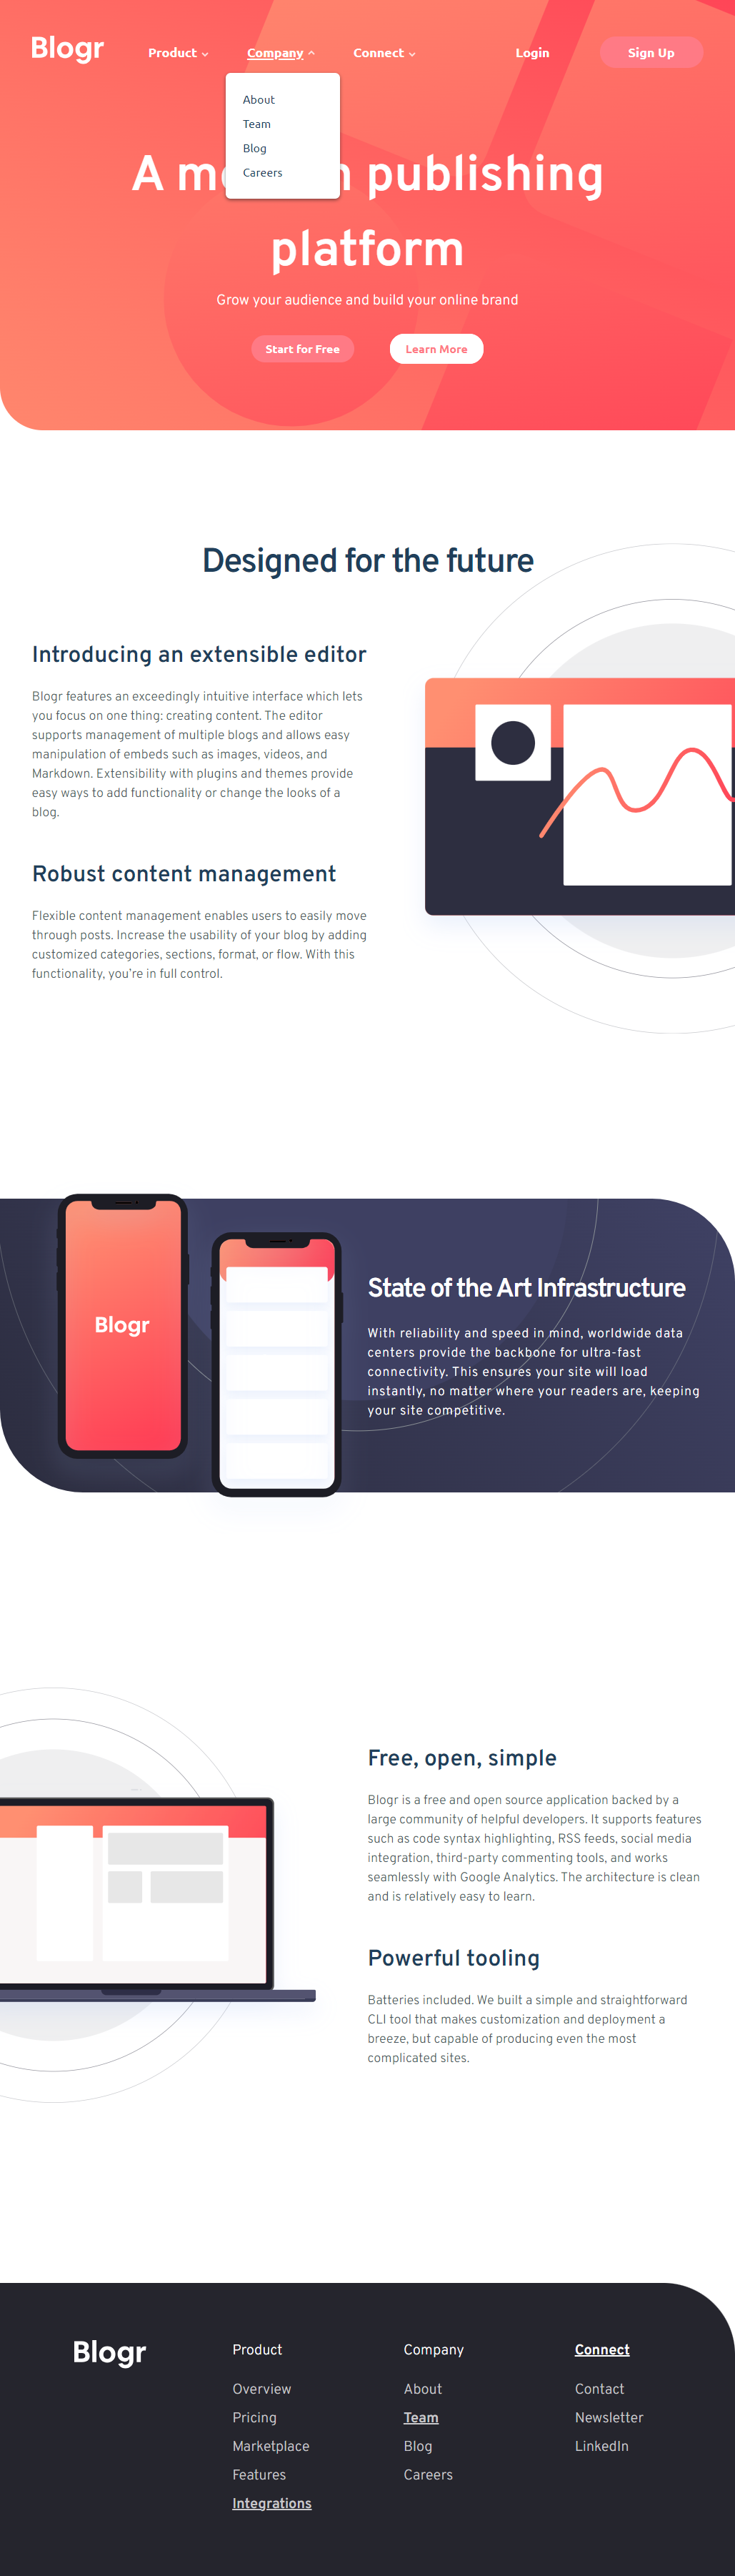 Blogr
Product
Company
Connect
Login
Sign Up
About
Team
Blog
Careers
A m n publishing
platform
Grow your audience and build your online brand
Start for Free
Learn More
Designed for the future
Introducing an extensible editor
Blogr features an exceedingly intuitive interface which lets
you focus on one thing: creating content. The editor
supports management of multiple blogs and allows easy
manipulation of embeds such as images, videos, and
Markdown. Extensibility with plugins and themes provide
easy ways to add functionality or change the looks of a
blog.
Robust content management
Flexible content management enables users to easily move
through posts. Increase the usability of your blog by adding
customized categories, sections, format, or flow. With this
functionality, you’re in full control.
Blogr
State of the Art Infrastructure
With reliability and speed in mind, worldwide data
centers provide the backbone for ultra-fast
connectivity. This ensures your site will load
instantly, no matter where your readers are, keeping
your site competitive.
Free, open, simple
Blogr is a free and open source application backed by a
large community of helpful developers. It supports features
such as code syntax highlighting, RSS feeds, social media
integration, third-party commenting tools, and works
seamlessly with Google Analytics. The architecture is clean
and is relatively easy to learn.
Powerful tooling
Batteries included. We built a simple and straightforward
CLI tool that makes customization and deployment a
breeze, but capable of producing even the most
complicated sites.
Blogr
Product
Overview
Pricing
Marketplace
Features
Integrations
Company
About
Team
Blog
Careers
Connect
Contact
Newsletter
LinkedIn